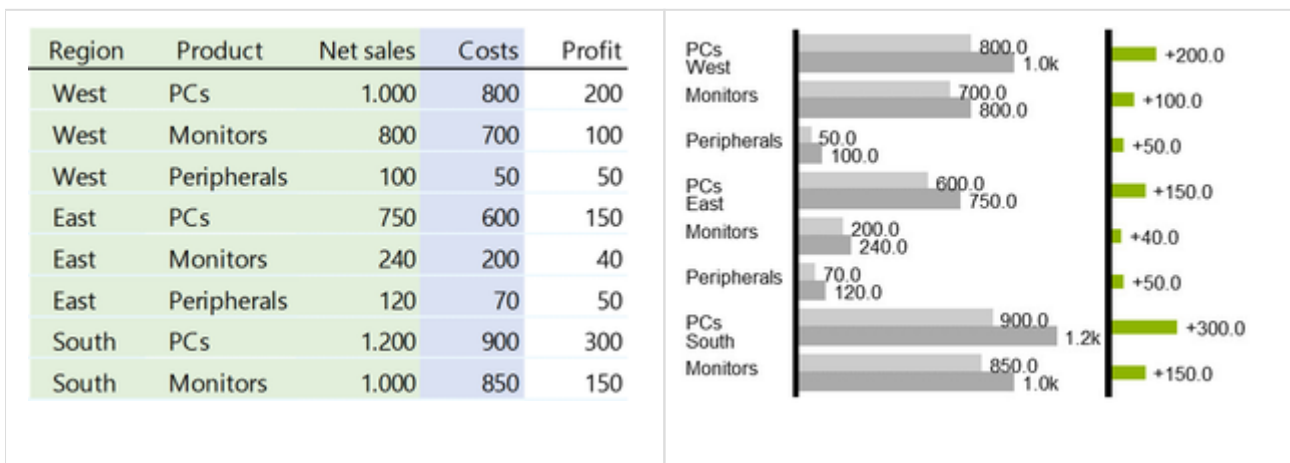 Region Product Net sales Costs Profit
West PCs 1.000 800 200
West Monitors 800 700 100
West Peripherals 100 50 50
East PCs 750 600 150
East Monitors 240 200 40
East Peripherals 120 70 50
South PCs 1.200 900 300
South Monitors 1.000 850 150
PCs 800.0 +200.0
West 1.0k
Monitors 700.0 +100.0
800.0
Peripherals 50.0 +50.0
100.0
PCs 600.0 +150.0
East 750.0
Monitors 200.0 +40.0
240.0
Peripherals 70.0 +50.0
120.0
PCs 900.0 +300.0
South 1.2k
Monitors 850.0 +150.0
1.0k